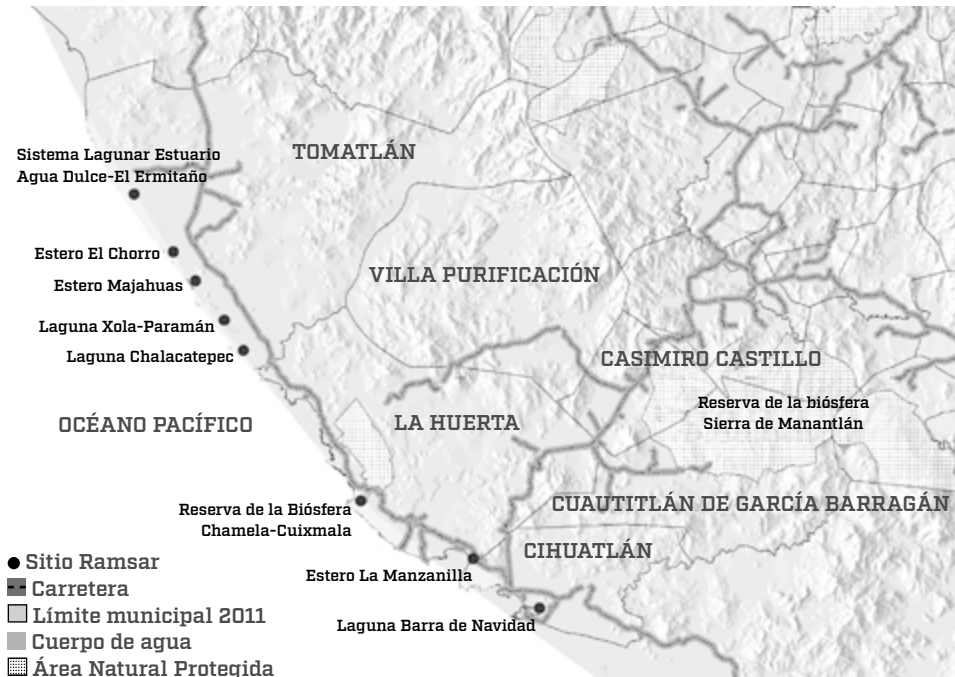 TOMATLÁN
Sistema Lagunar Estuario
Agua Dulce-El Ermitaño
Estero El Chorro
VILLA PURIFICACIÓN
Estero Majahuas
Laguna Xola-Paramán
Laguna Chalacatepec
CASIMIRO CASTILLO
Reserva de la biósfera
Sierra de Manantlán
OCÉANO PACÍFICO
LA HUERTA
Reserva de la Biósfera
Chamela-Cuixmala
CUAUTITLÁN DE GARCÍA BARRAGÁN
CIHUATLÁN
Estero La Manzanilla
Laguna Barra de Navidad
Sitio Ramsar
Carretera
Límite municipal 2011
Cuerpo de agua
Área Natural Protegida